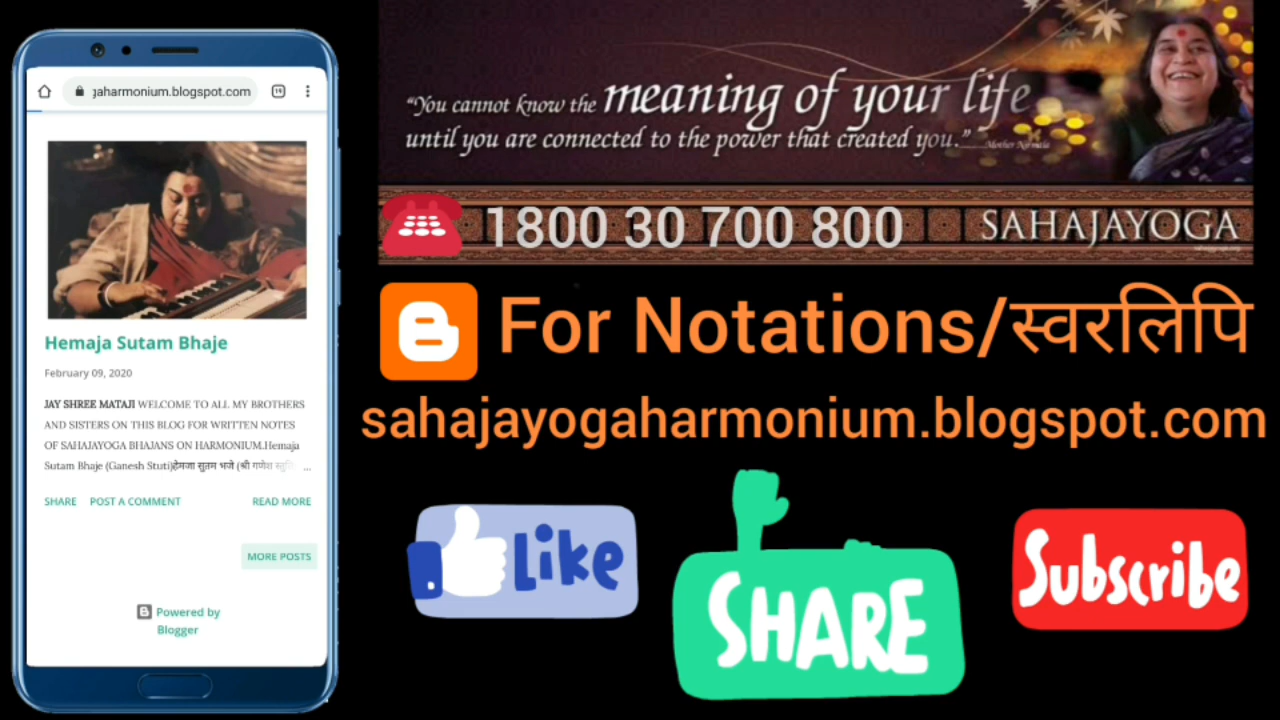 gaharmonium.blogspot.com
Hemaja Sutam Bhaje
February 09, 2020
JAY SHREE MATAJI WELCOME TO ALL MY BROTHERS
AND SISTERS ON THIS BLOG FOR WRITTEN NOTES
OF SAHAJAYOGA BHAJANS ON HARMONIUM.Hemaja
Sutam Bhaje (Ganesh Stuti)हेमजा सुतम भजे (श्री गणेश स्तुति ...
SHARE POST A COMMENT READ MORE
MORE POSTS
Powered by
Blogger
“You cannot know the meaning of your life
until you are connected to the power that created you.”......Mother Nirmala
1800 30 700 800 SAHAJAYOGA
For Notations/स्वरलिपि
sahajayogaharmonium.blogspot.com
Like
SHARE
Subscribe